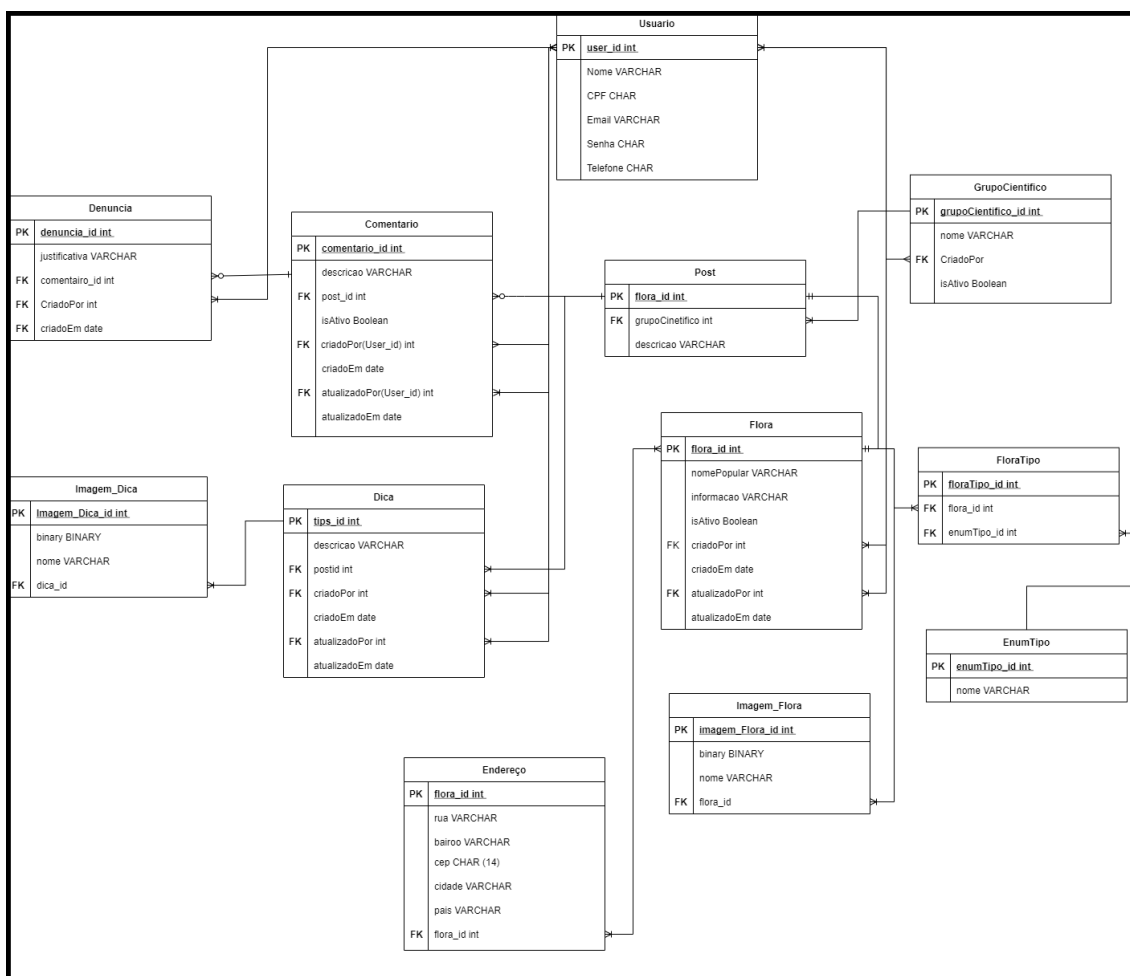 Usuario
PK user_id int
Nome VARCHAR
CPF CHAR
Email VARCHAR
Senha CHAR
Telefone CHAR
Denuncia
PK denuncia_id int
justificativa VARCHAR
FK comentairo_id int
FK CriadoPor int
FK criadoEm date
Comentario
PK comentario_id int
descricao VARCHAR
FK post_id int
isAtivo Boolean
FK criadoPor(User_id) int
criadoEm date
FK atualizadoPor(User_id) int
atualizadoEm date
Post
PK flora_id int
FK grupoCinetifico int
descricao VARCHAR
GrupoCientifico
PK grupoCientifico_id int
nome VARCHAR
FK CriadoPor
isAtivo Boolean
Imagem_Dica
PK Imagem_Dica_id int
binary BINARY
nome VARCHAR
FK dica_id
Dica
PK tips_id int
descricao VARCHAR
FK postid int
FK criadoPor int
criadoEm date
FK atualizadoPor int
atualizadoEm date
Flora
PK flora_id int
nomePopular VARCHAR
informacao VARCHAR
isAtivo Boolean
FK criadoPor int
criadoEm date
FK atualizadoPor int
atualizadoEm date
FloraTipo
PK floraTipo_id int
FK flora_id int
FK enumTipo_id int
EnumTipo
PK enumTipo_id int
nome VARCHAR
Imagem_Flora
PK imagem_Flora_id int
binary BINARY
nome VARCHAR
FK flora_id
Endereço
PK flora_id int
rua VARCHAR
bairoo VARCHAR
cep CHAR (14)
cidade VARCHAR
pais VARCHAR
FK flora_id int